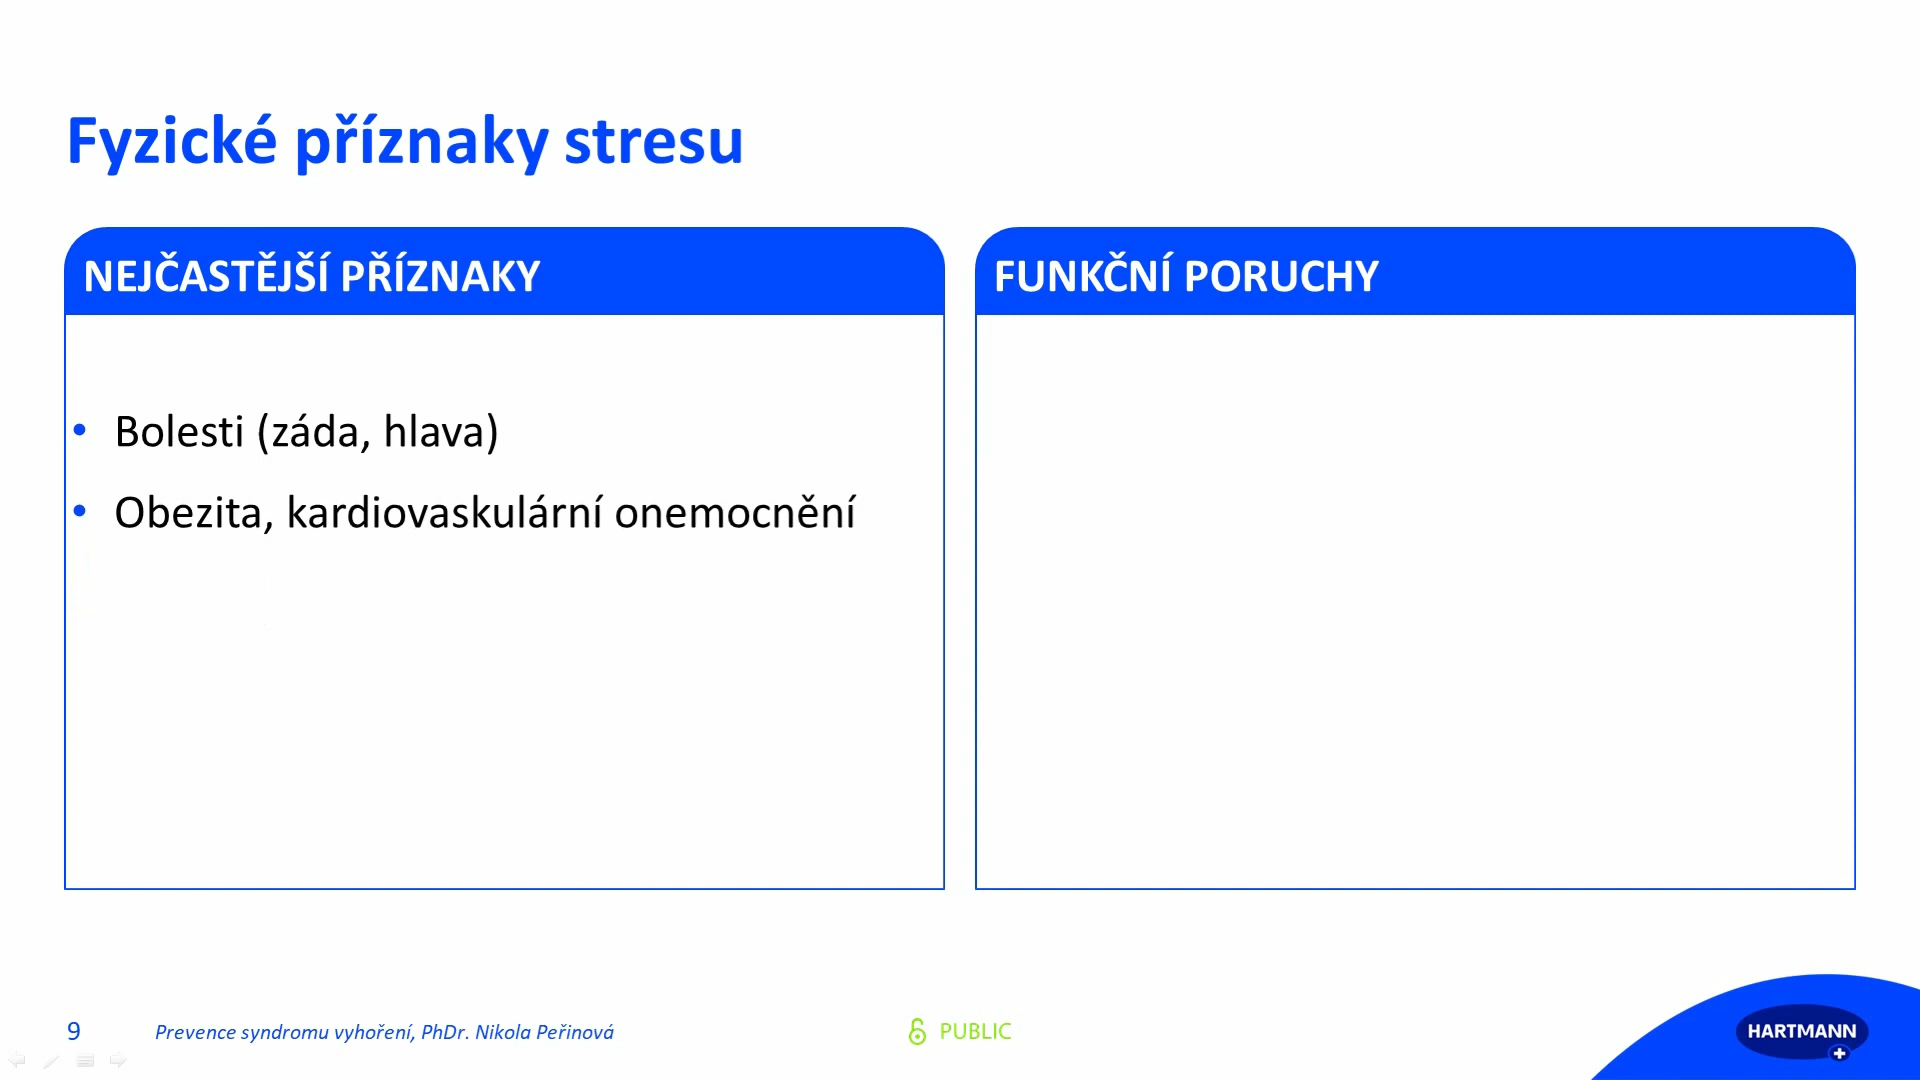 Fyzické příznaky stresu
NEJČASTĚJŠÍ PŘÍZNAKY
• Bolesti (záda, hlava)
• Obezita, kardiovaskulární onemocnění
FUNKČNÍ PORUCHY
9
Prevence syndromu vyhoření, PhDr. Nikola Peřinová
PUBLIC
HARTMANN